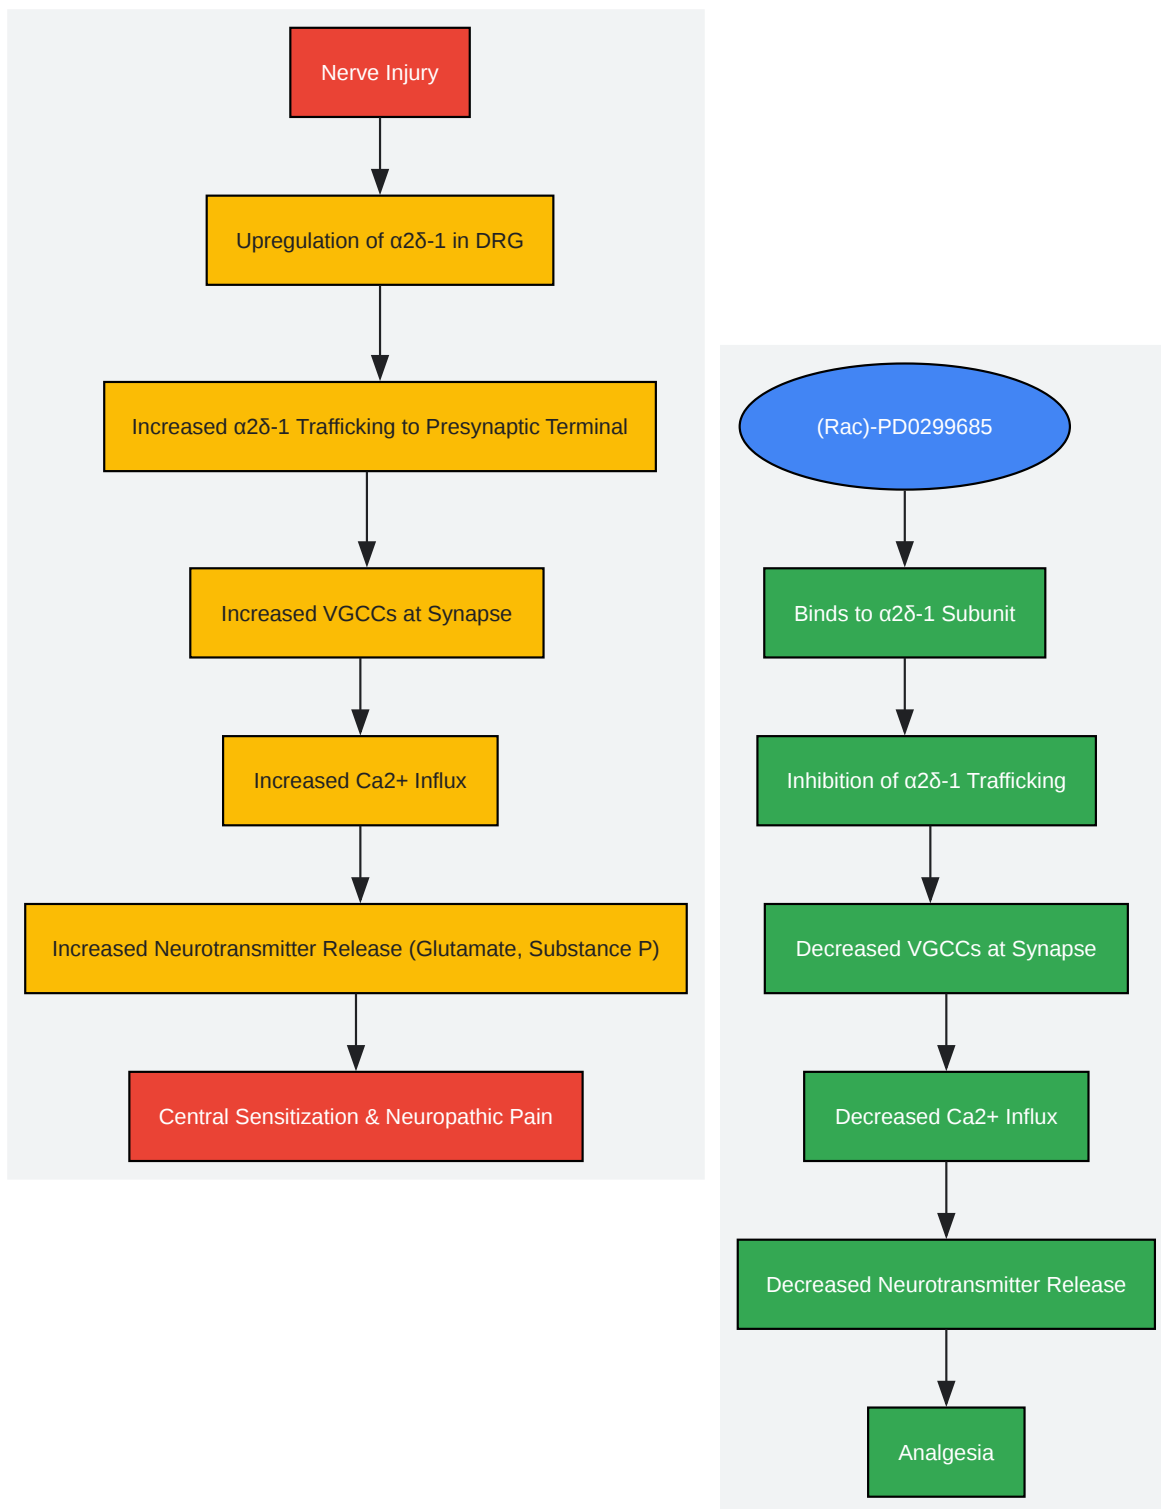 Nerve Injury
Upregulation of α2δ-1 in DRG
Increased α2δ-1 Trafficking to Presynaptic Terminal
Increased VGCCs at Synapse
Increased Ca2+ Influx
Increased Neurotransmitter Release (Glutamate, Substance P)
Central Sensitization & Neuropathic Pain
(Rac)-PD0299685
Binds to α2δ-1 Subunit
Inhibition of α2δ-1 Trafficking
Decreased VGCCs at Synapse
Decreased Ca2+ Influx
Decreased Neurotransmitter Release
Analgesia